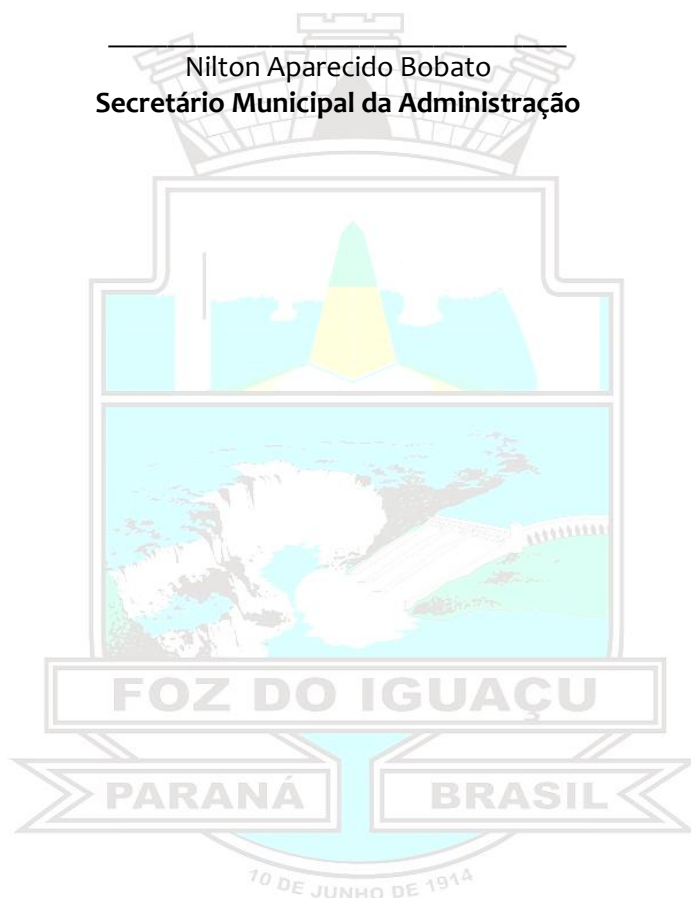 Nilton Aparecido Bobato
Secretário Municipal da Administração
FOZ DO IGUAÇU
PARANÁ
BRASIL
10 DE JUNHO DE 1914